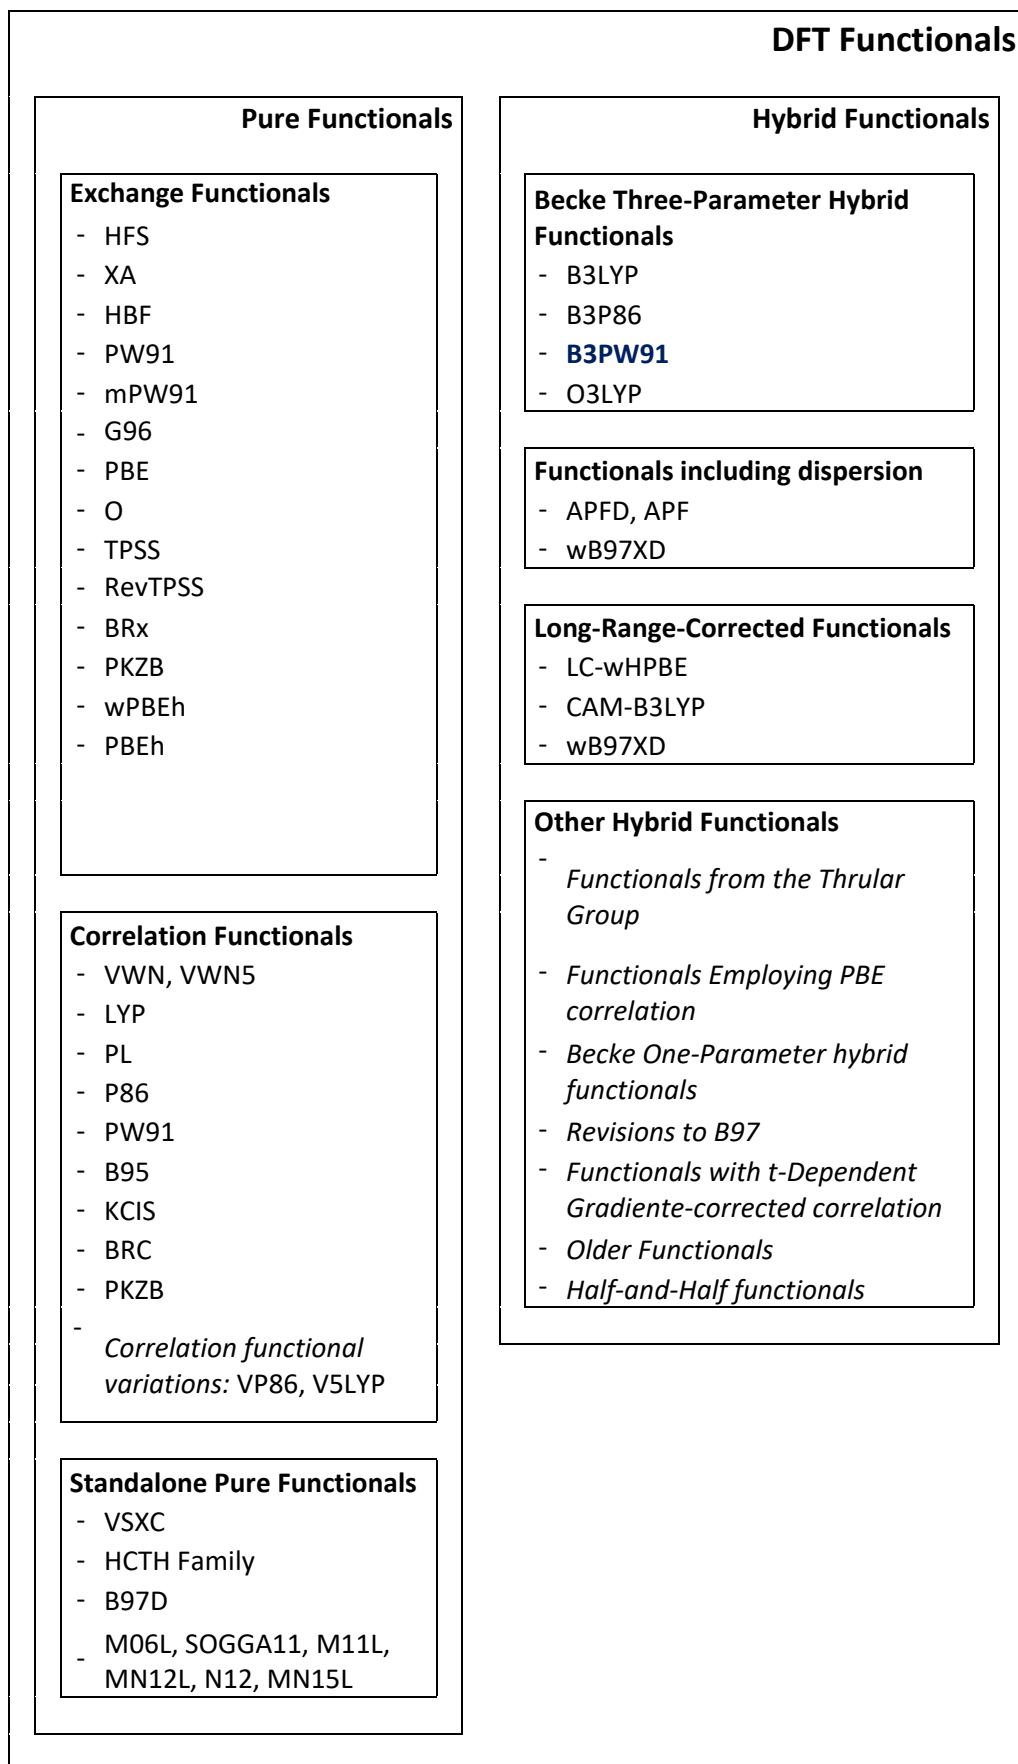 DFT Functionals
Pure Functionals
Exchange Functionals
- HFS
- XA
- HBF
- PW91
- mPW91
- G96
- PBE
- O
- TPSS
- RevTPSS
- BRx
- PKZB
- wPBEh
- PBEh
Correlation Functionals
- VWN, VWN5
- LYP
- PL
- P86
- PW91
- B95
- KCIS
- BRC
- PKZB
- Correlation functional
variations: VP86, V5LYP
Standalone Pure Functionals
- VSXC
- HCTH Family
- B97D
- M06L, SOGGA11, M11L,
MN12L, N12, MN15L
Hybrid Functionals
Becke Three-Parameter Hybrid
Functionals
- B3LYP
- B3P86
- B3PW91
- O3LYP
Functionals including dispersion
- APFD, APF
- wB97XD
Long-Range-Corrected Functionals
- LC-wHPBE
- CAM-B3LYP
- wB97XD
Other Hybrid Functionals
- Functionals from the Thrular
Group
- Functionals Employing PBE
correlation
- Becke One-Parameter hybrid
functionals
- Revisions to B97
- Functionals with t-Dependent
Gradiente-corrected correlation
- Older Functionals
- Half-and-Half functionals